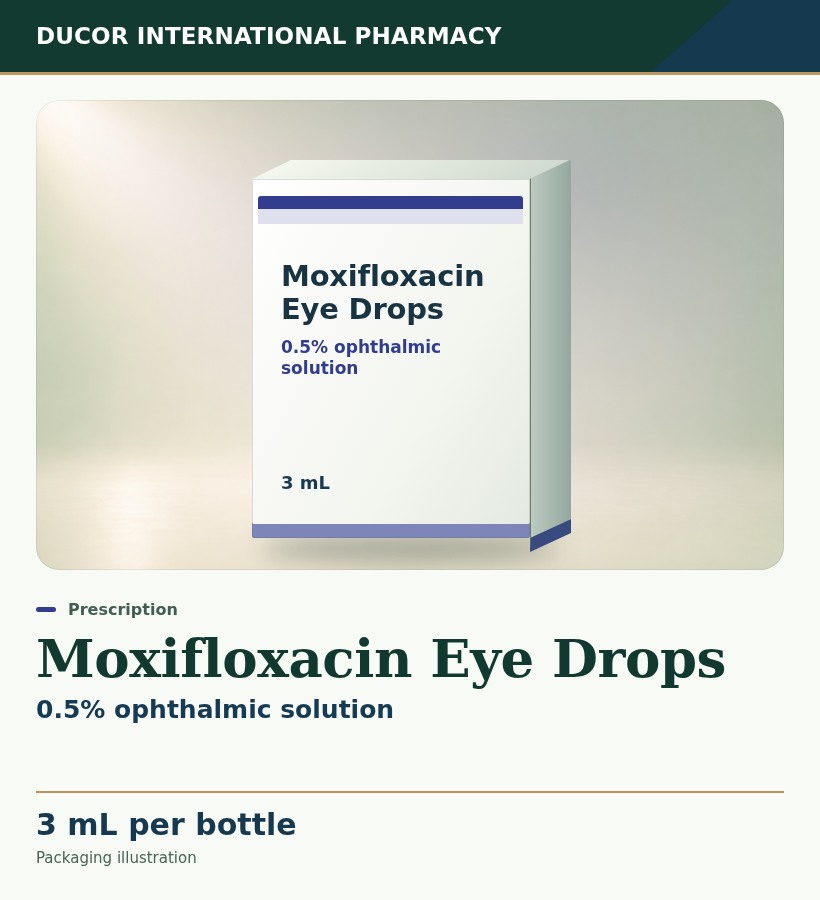 DUCOR INTERNATIONAL PHARMACY
Moxifloxacin
Eye Drops
0.5% ophthalmic
solution
3 mL
Prescription
Moxifloxacin Eye Drops
0.5% ophthalmic solution
3 mL per bottle
Packaging illustration